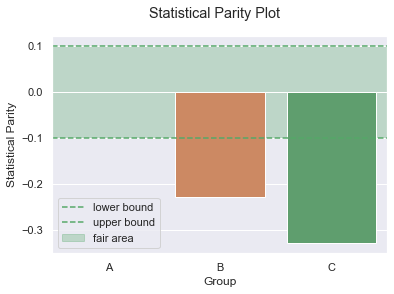 Statistical Parity Plot
Statistical Parity
0.1
0.0
−0.1
−0.2
−0.3
lower bound
upper bound
fair area
A B C
Group